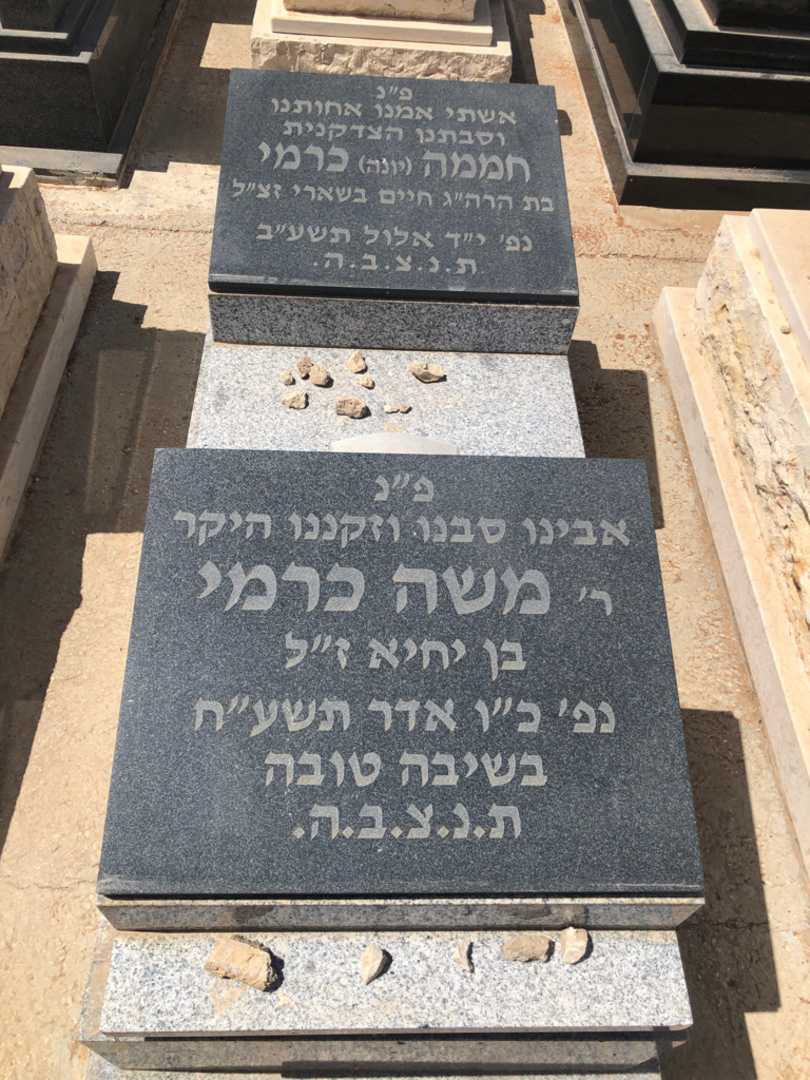 פ״נ
אשתי אמנו אחותנו
וסבתנו הצדקנית
חממה (יונה) כרמי
בת הרה״ג חיים בשארי זצ״ל
נפ׳ י״ד אלול תשע״ב
ת.נ.צ.ב.ה.
פ״נ
אבינו סבנו וזקננו היקר
ר׳ משה כרמי
בן יחיא ז״ל
נפ׳ כ״ו אדר תשע״ח
בשיבה טובה
ת.נ.צ.ב.ה.